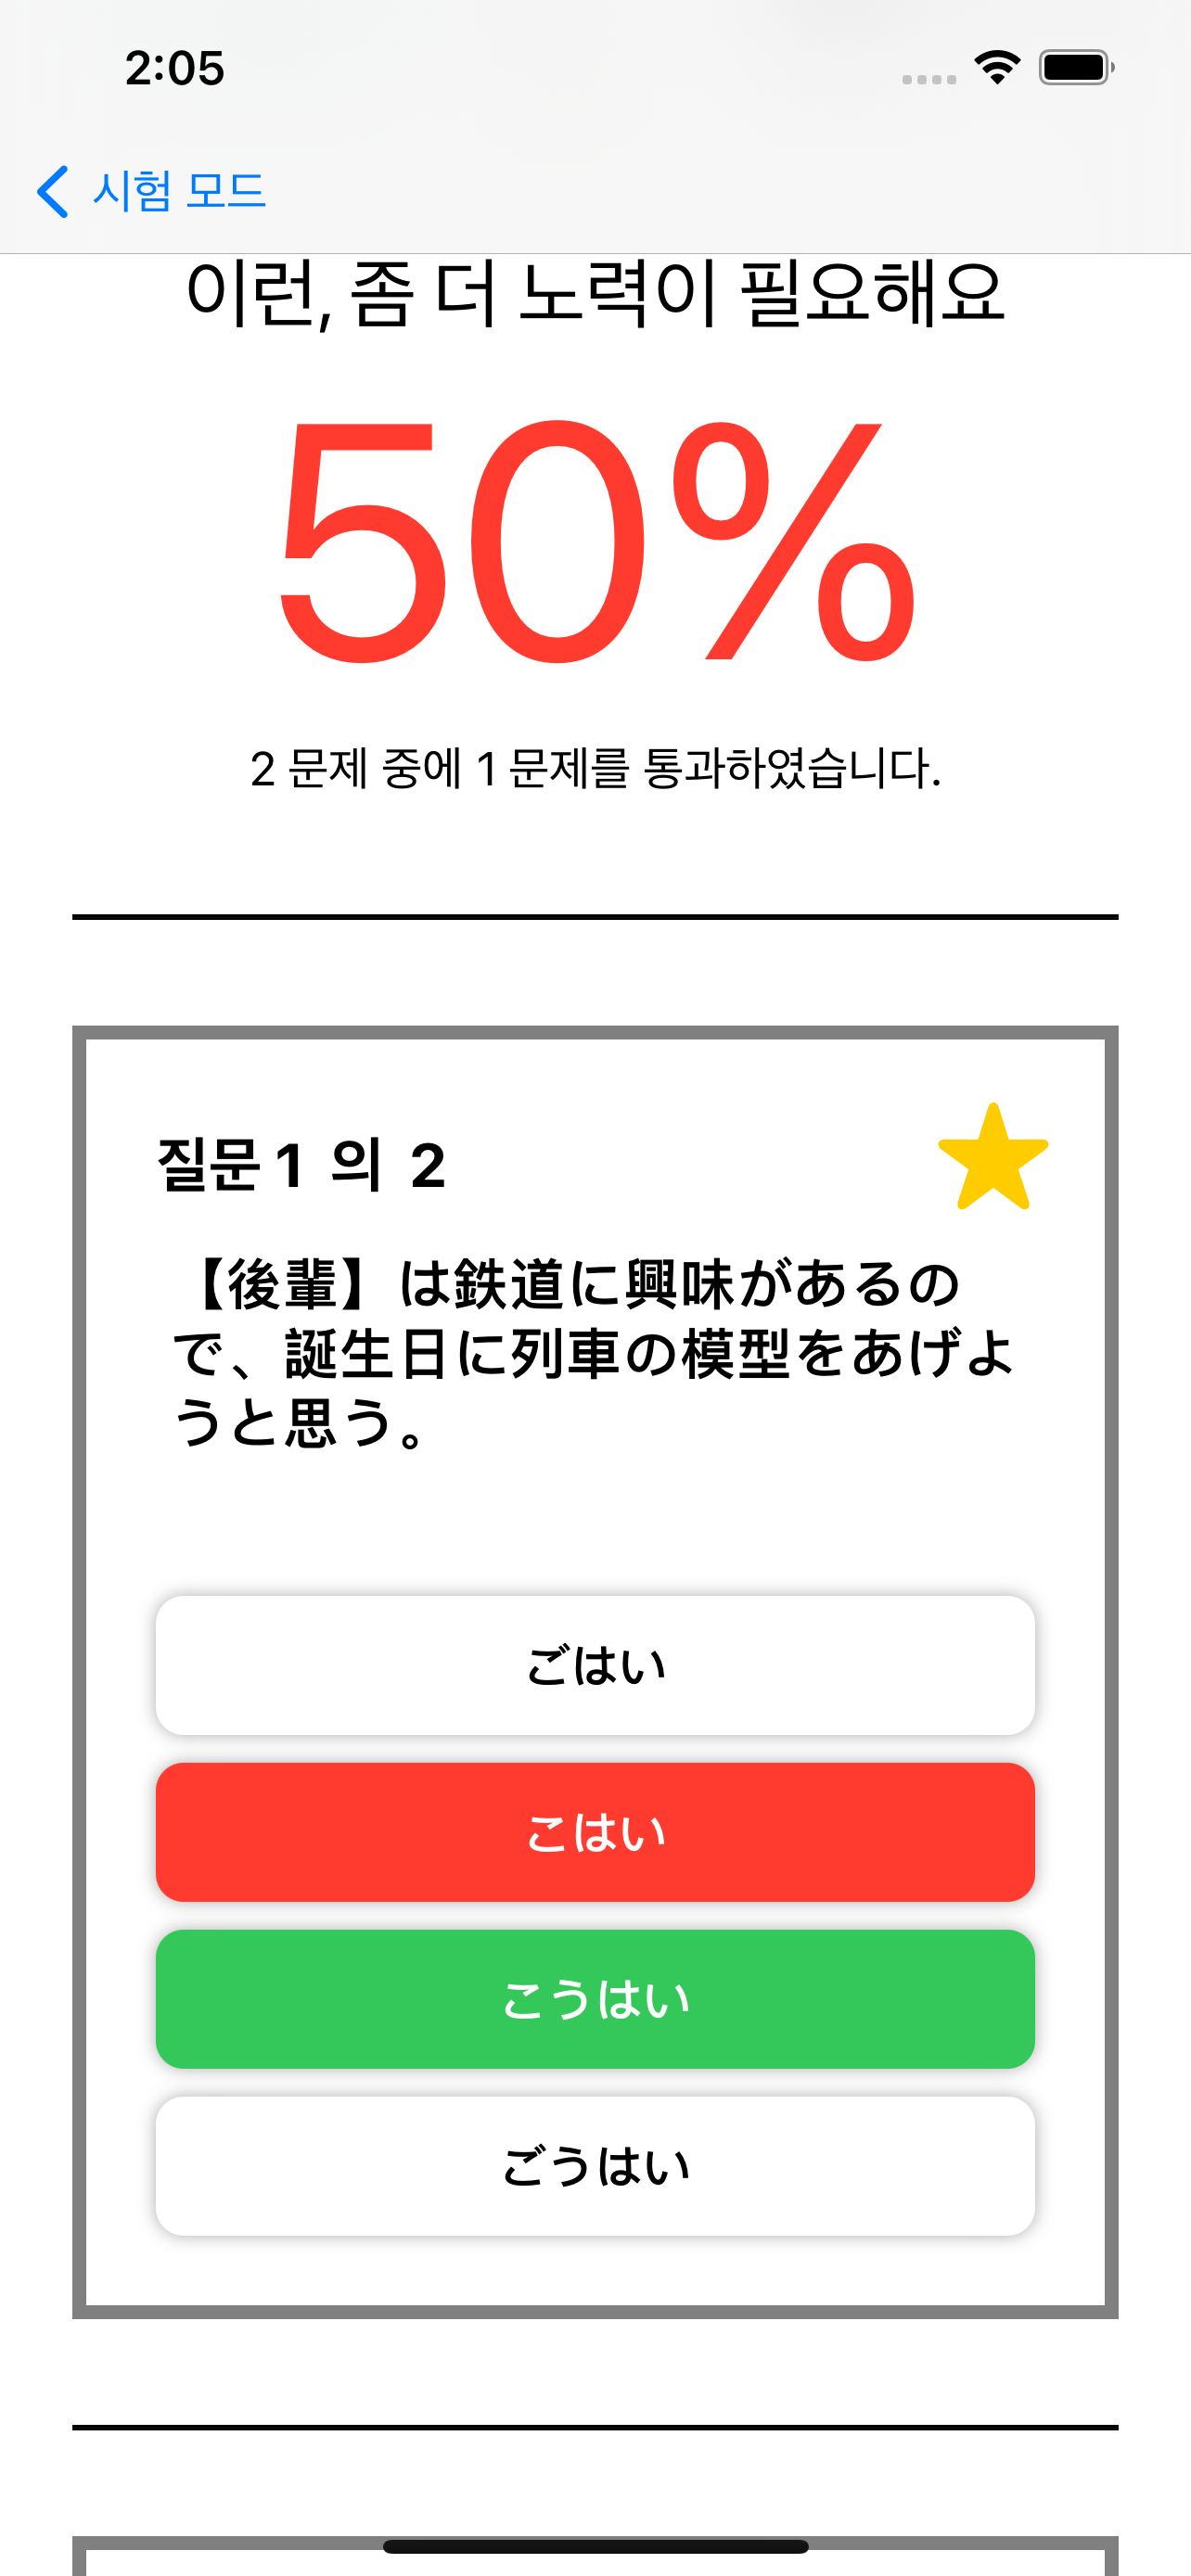 2:05
시험 모드
이런, 좀 더 노력이 필요해요
50%
2 문제 중에 1 문제를 통과하였습니다.
질문 1 의 2
【後輩】は鉄道に興味があるの
で、誕生日に列車の模型をあげよ
うと思う。
ごはい
こはい
こうはい
ごうはい